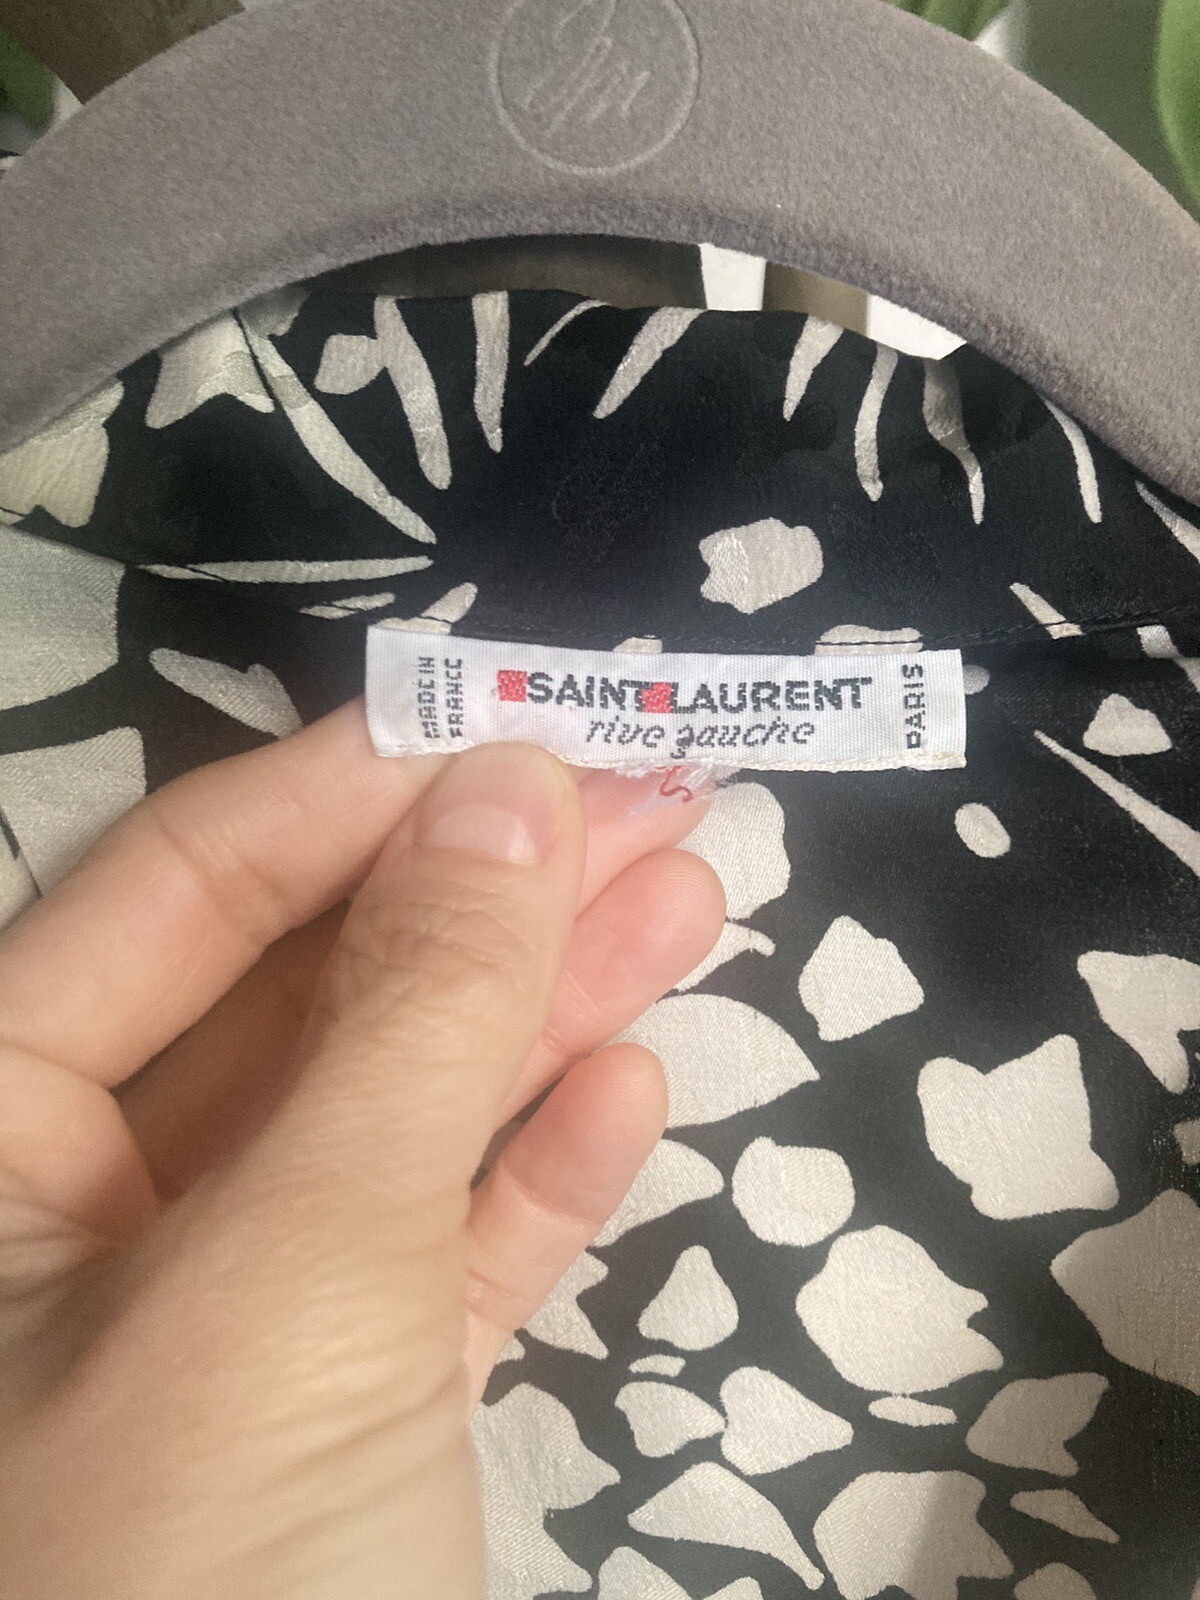 MADE IN
FRANCE
SAINT LAURENT
rive gauche
PARIS